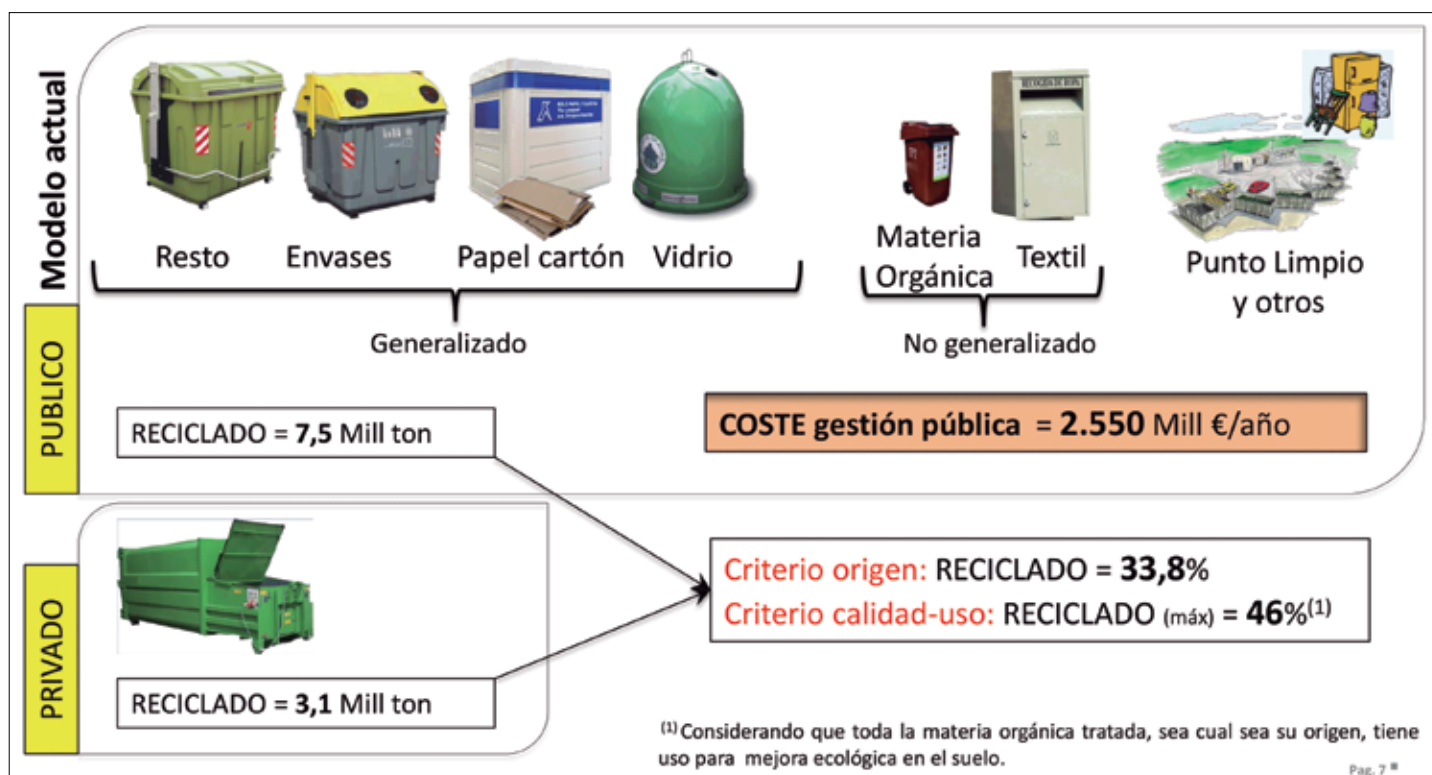 Modelo actual
Resto
Envases
Papel cartón
Vidrio
Materia
Orgánica
Textil
Punto Limpio
y otros
Generalizado
No generalizado
PUBLICO
RECICLADO = 7,5 Mill ton
COSTE gestión pública = 2.550 Mill €/año
PRIVADO
RECICLADO = 3,1 Mill ton
Criterio origen: RECICLADO = 33,8%
Criterio calidad-uso: RECICLADO (máx) = 46%(1)
(1) Considerando que toda la materia orgánica tratada, sea cual sea su origen, tiene
uso para mejora ecológica en el suelo.
Pag. 7